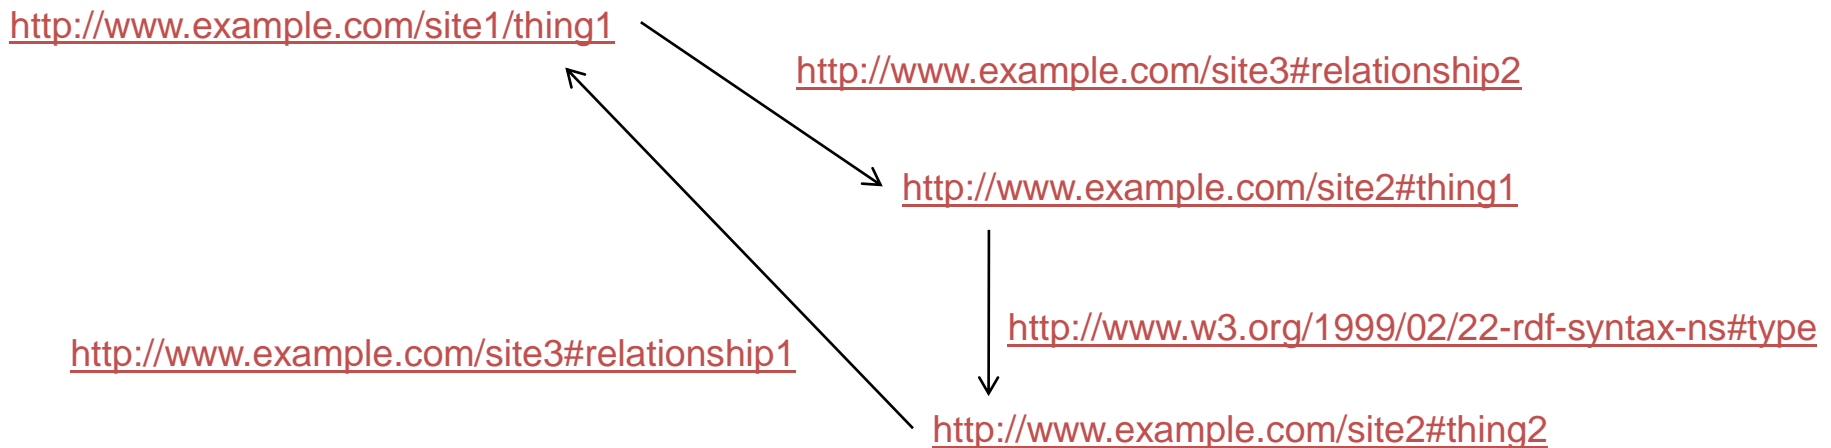 http://www.example.com/site1/thing1
http://www.example.com/site3#relationship2
http://www.example.com/site2#thing1
http://www.w3.org/1999/02/22-rdf-syntax-ns#type
http://www.example.com/site3#relationship1
http://www.example.com/site2#thing2